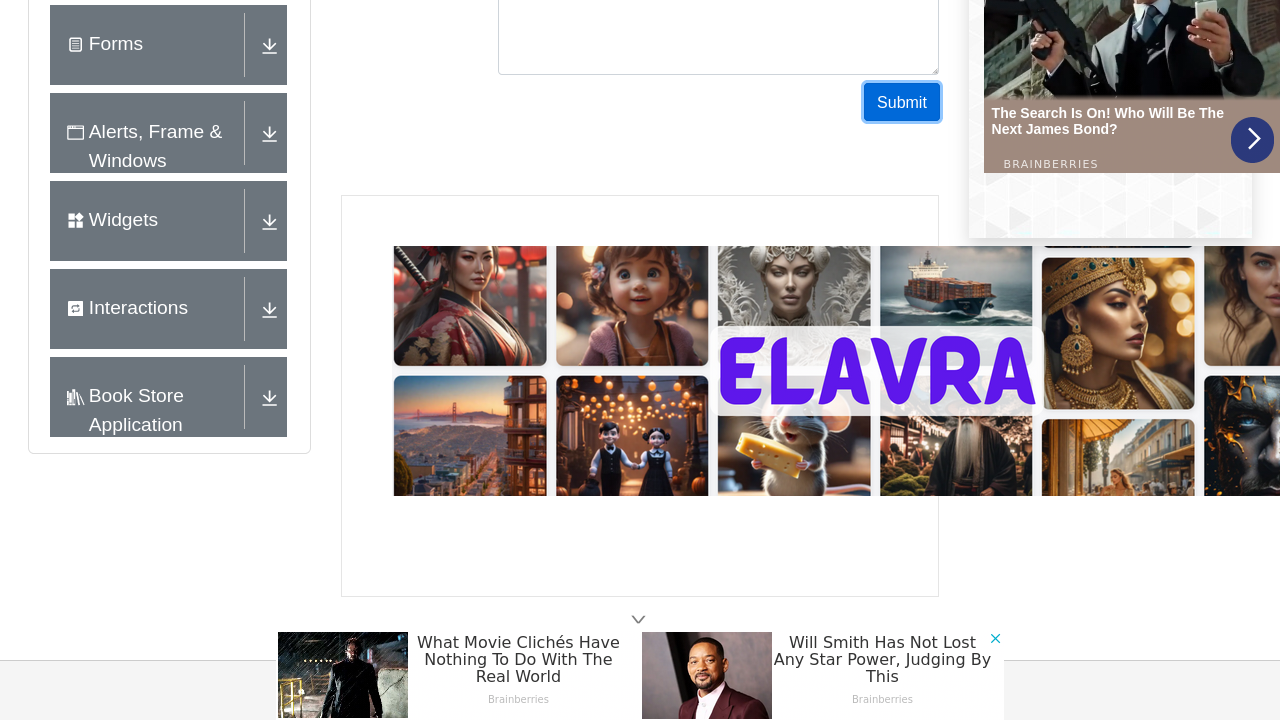 Forms
Alerts, Frame &
Windows
Widgets
Interactions
Book Store
Application
Submit
The Search Is On! Who Will Be The
Next James Bond?
BRAINBERRIES
ELAVRA
What Movie Clichés Have
Nothing To Do With The
Real World
Brainberries
Will Smith Has Not Lost
Any Star Power, Judging By
This
Brainberries